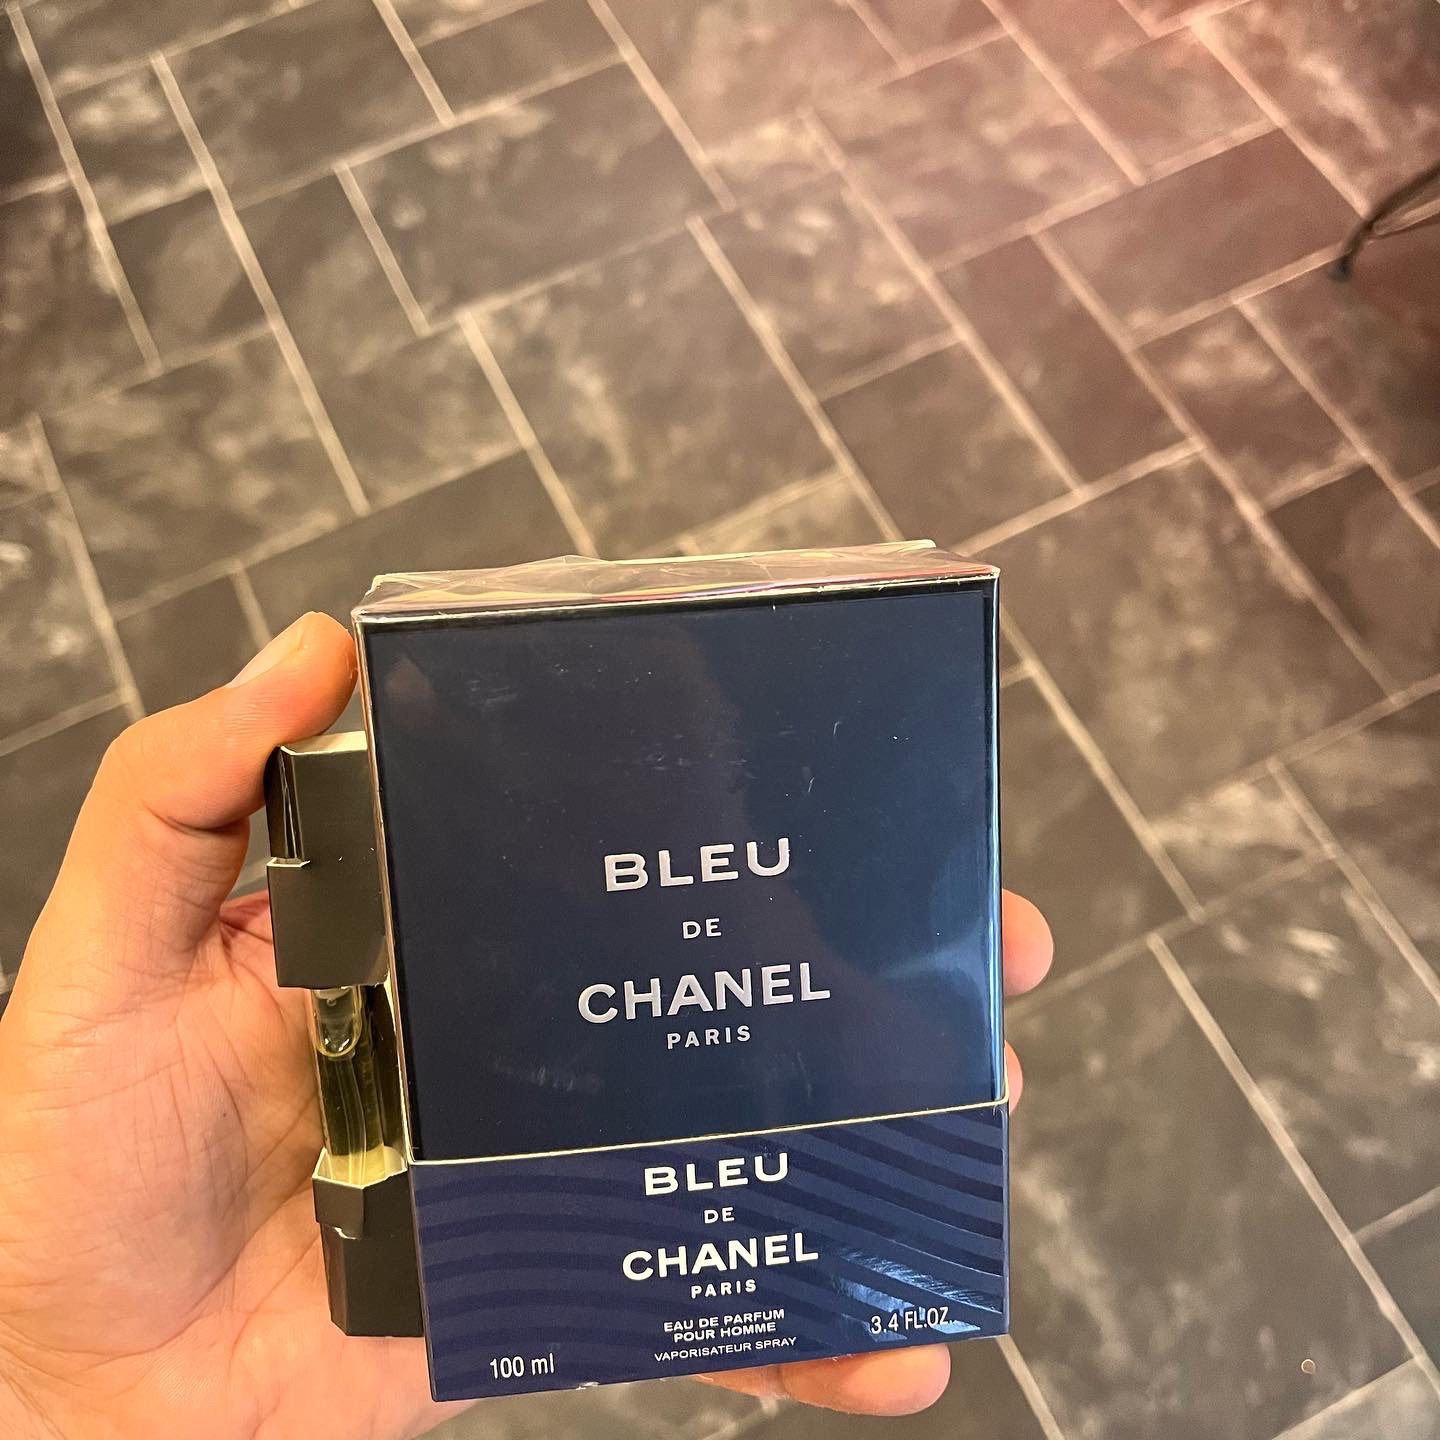 BLEU
DE
CHANEL
PARIS
BLEU
DE
CHANEL
PARIS
EAU DE PARFUM
POUR HOMME
VAPORISATEUR SPRAY
100 ml
3.4 FL.OZ.